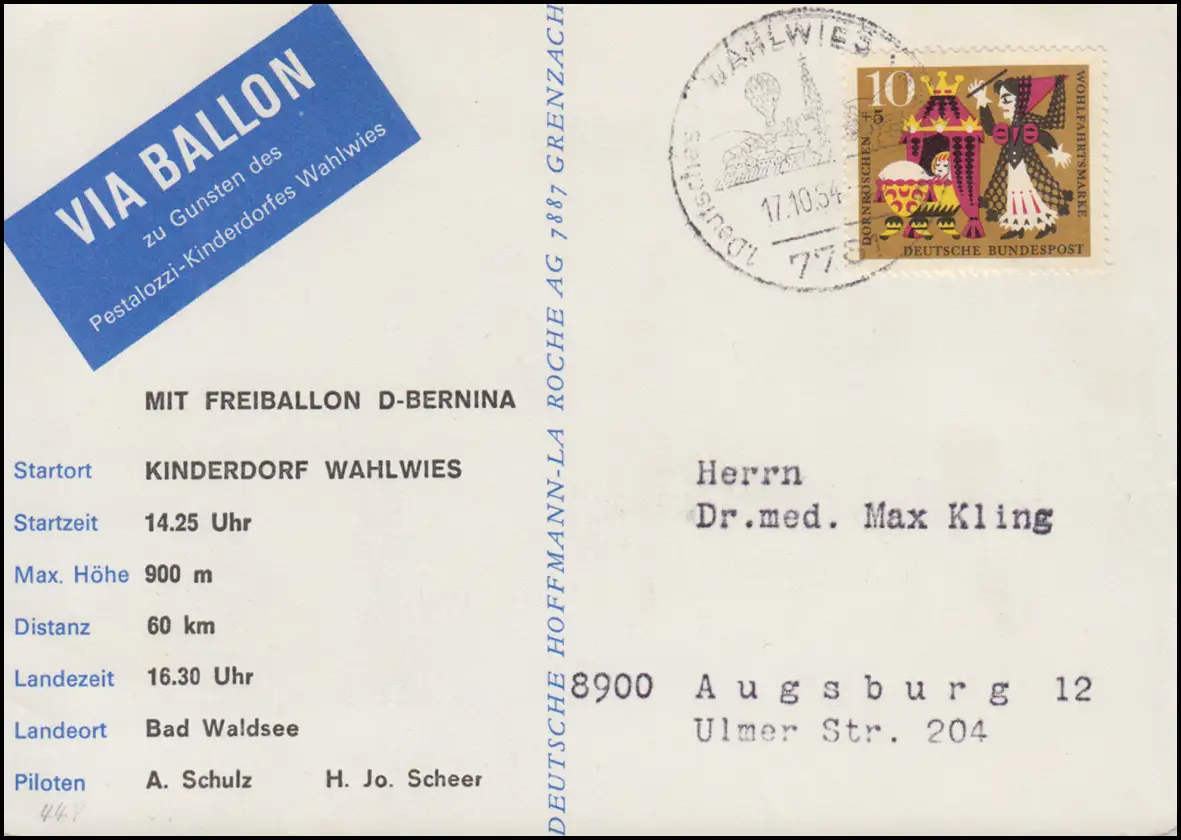 VIA BALLON
zu Gunsten des
Pestalozzi-Kinderdorfes Wahlwies
MIT FREIBALLON D-BERNINA
Startort KINDERDORF WAHLWIES
Startzeit 14.25 Uhr
Max. Höhe 900 m
Distanz 60 km
Landezeit 16.30 Uhr
Landeort Bad Waldsee
Piloten A. Schulz H. Jo. Scheer
DEUTSCHE HOFFMANN-LA ROCHE AG 7887 GRENZACH
WAHLWIES
1.Deutsches
17.10.64
10
+5
DORNRÖSCHEN
WOHLFAHRTSMARKE
DEUTSCHE BUNDESPOST
Herrn
Dr.med. Max Kling
8900 Augsburg 12
Ulmer Str. 204